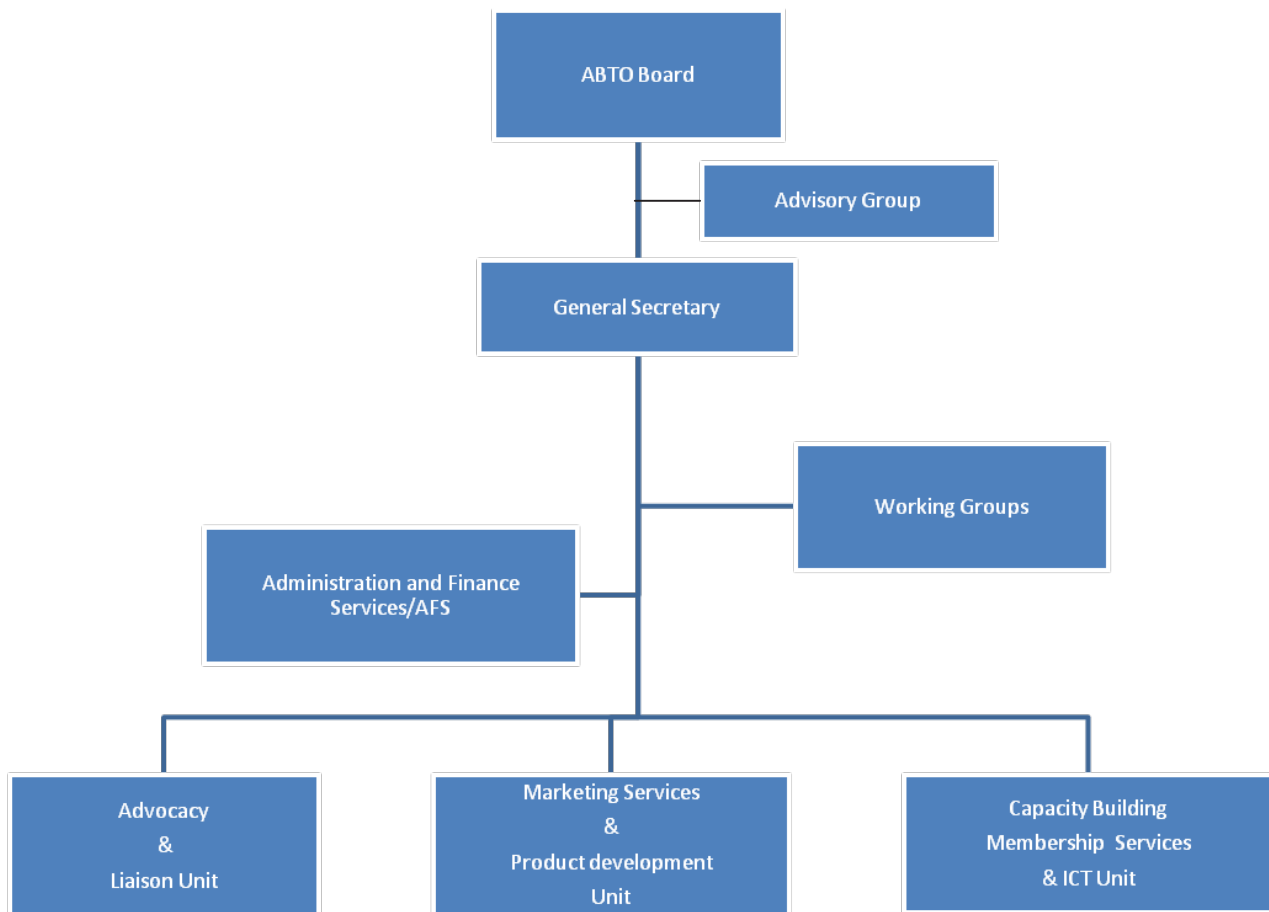 ABTO Board
Advisory Group
General Secretary
Working Groups
Administration and Finance
Services/AFS
Advocacy
&
Liaison Unit
Marketing Services
&
Product development
Unit
Capacity Building
Membership Services
& ICT Unit